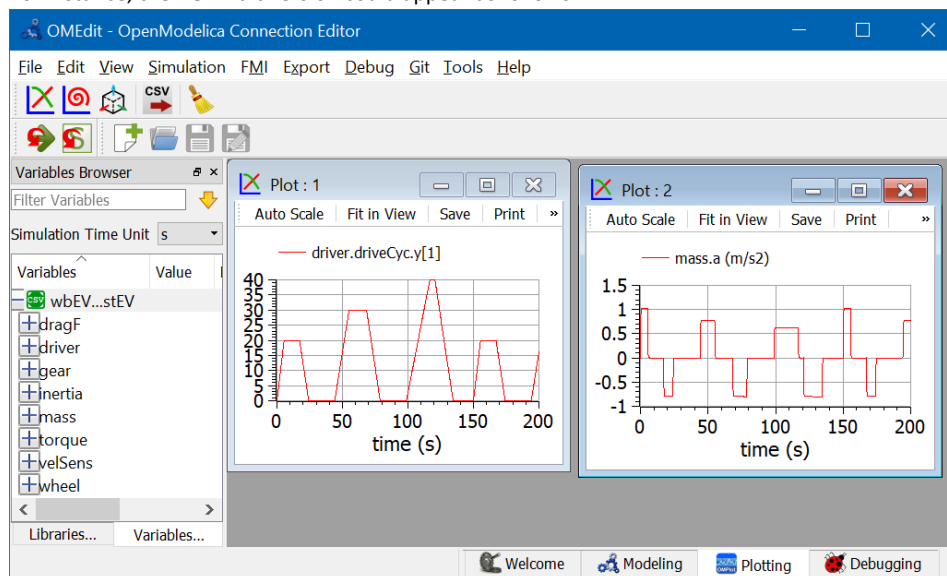 OMEdit - OpenModelica Connection Editor
File Edit View Simulation FMI Export Debug Git Tools Help
CSV
Variables Browser
Filter Variables
Simulation Time Unit s
Variables Value
csv wbEV...stEV
dragF
driver
gear
inertia
mass
torque
velSens
wheel
Libraries... Variables...
Plot : 1
Auto Scale Fit in View Save Print »
driver.driveCyc.y[1]
40
35
30
25
20
15
10
5
0
0 50 100 150 200
time (s)
Plot : 2
Auto Scale Fit in View Save Print »
mass.a (m/s2)
1.5
1
0.5
0
-0.5
-1
0 50 100 150 200
time (s)
Welcome Modeling OMPlot Plotting Debugging